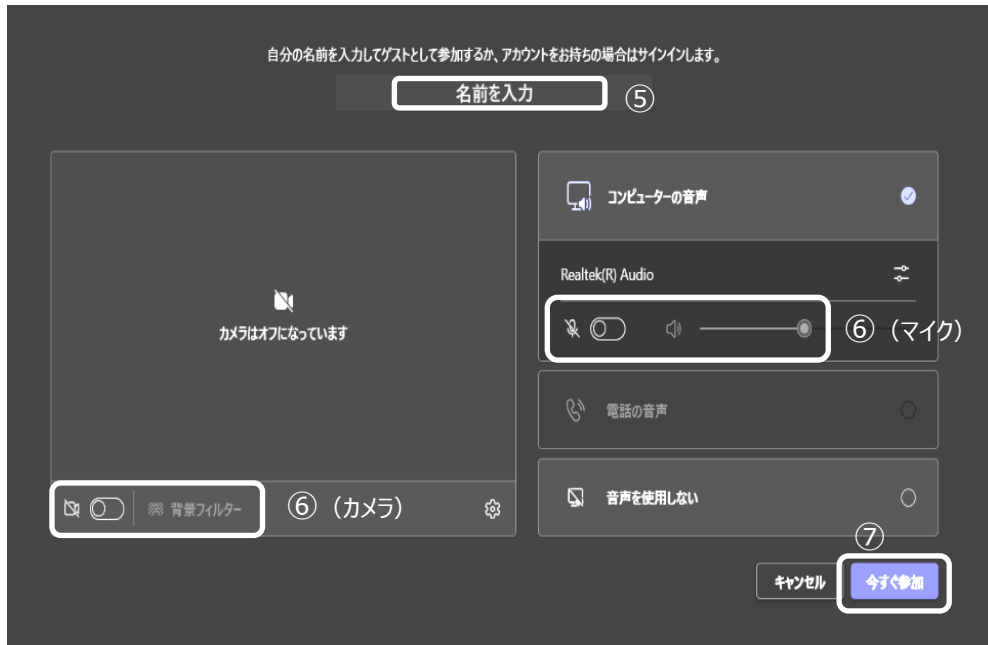 自分の名前を入力してゲストとして参加するか、アカウントをお持ちの場合はサインインします。
名前を入力
⑤
コンピューターの音声
Realtek(R) Audio
カメラはオフになっています
⑥（マイク）
電話の音声
背景フィルター
⑥（カメラ）
音声を使用しない
⑦
キャンセル
今すぐ参加